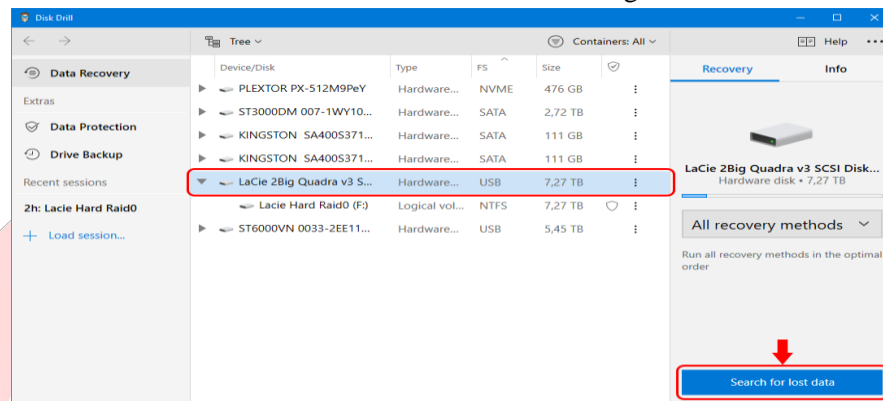 Disk Drill
Tree
Containers: All
Help
Data Recovery
Extras
Data Protection
Drive Backup
Recent sessions
2h: Lacie Hard Raid0
Load session...
Device/Disk Type FS Size
PLEXTOR PX-512M9PeY Hardware... NVME 476 GB
ST3000DM 007-1WY10... Hardware... SATA 2,72 TB
KINGSTON SA400S371... Hardware... SATA 111 GB
KINGSTON SA400S371... Hardware... SATA 111 GB
LaCie 2Big Quadra v3 S... Hardware... USB 7,27 TB
Lacie Hard Raid0 (F:) Logical vol... NTFS 7,27 TB
ST6000VN 0033-2EE11... Hardware... USB 5,45 TB
Recovery Info
LaCie 2Big Quadra v3 SCSI Disk...
Hardware disk • 7,27 TB
All recovery methods
Run all recovery methods in the optimal
order
Search for lost data